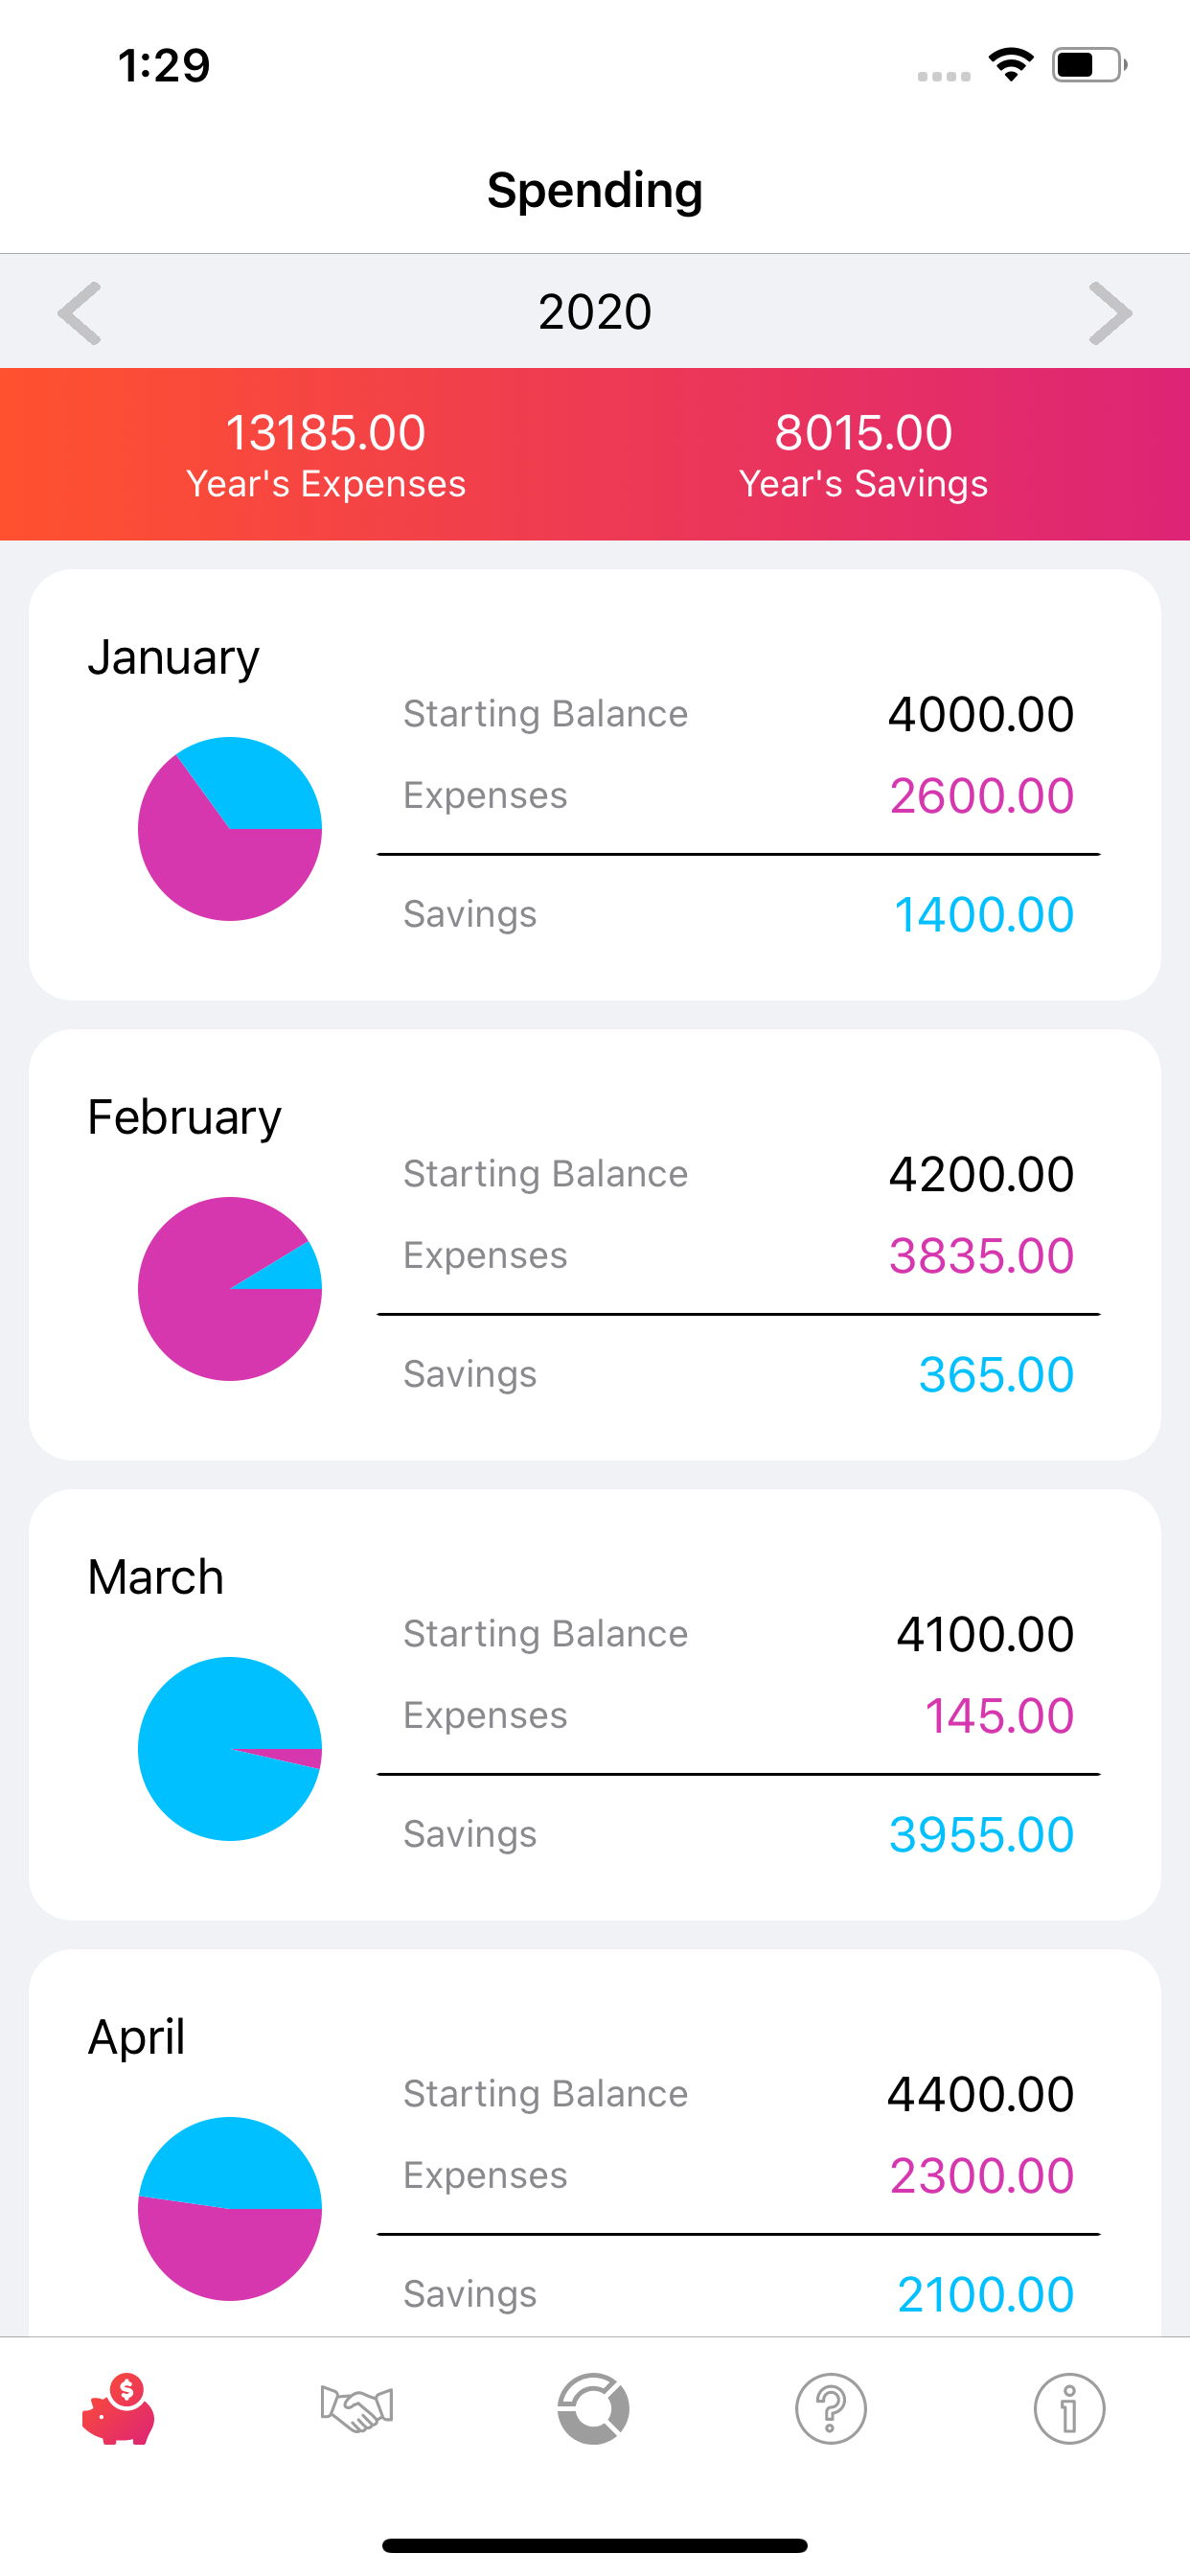 1:29
Spending
2020
13185.00 8015.00
Year's Expenses Year's Savings
January
Starting Balance 4000.00
Expenses 2600.00
Savings 1400.00
February
Starting Balance 4200.00
Expenses 3835.00
Savings 365.00
March
Starting Balance 4100.00
Expenses 145.00
Savings 3955.00
April
Starting Balance 4400.00
Expenses 2300.00
Savings 2100.00